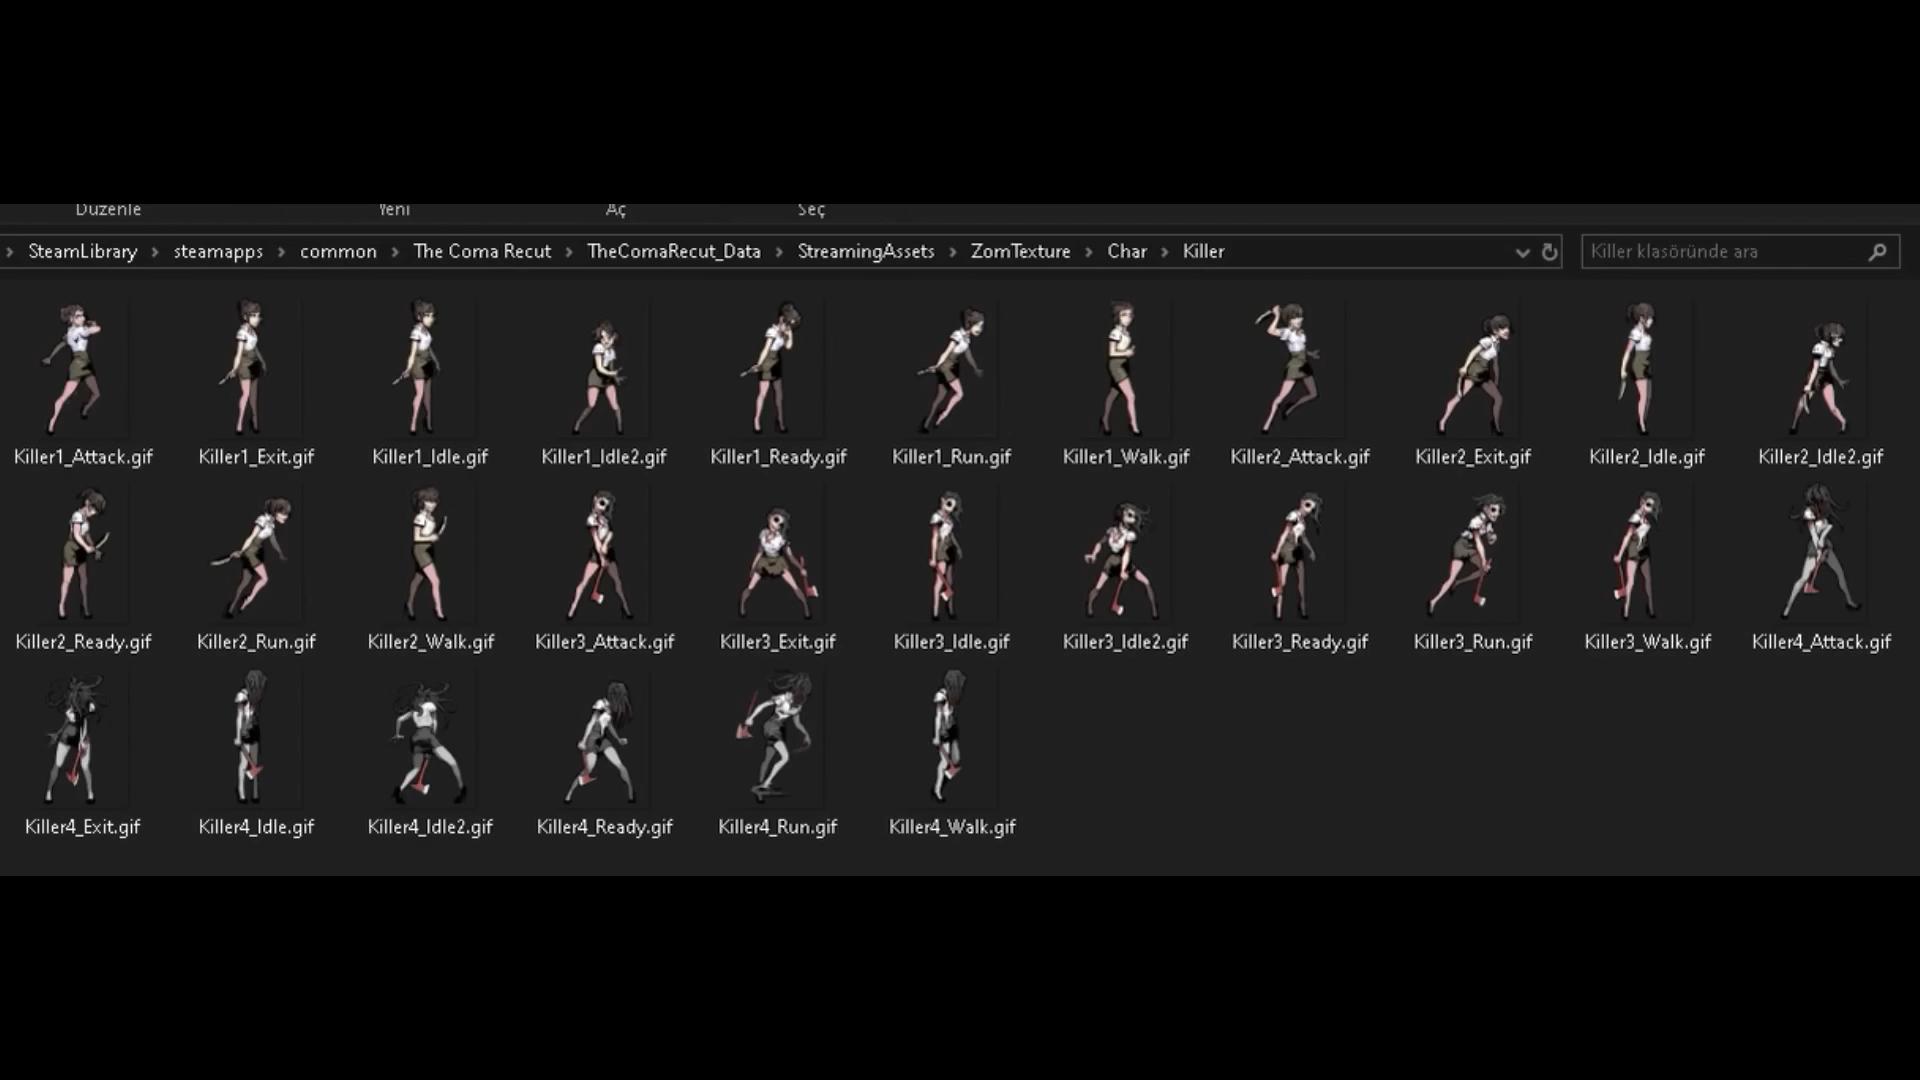 Düzenle Yeni Aç Seç
SteamLibrary steamapps common The Coma Recut TheComaRecut_Data StreamingAssets ZomTexture Char Killer Killer klasöründe ara
Killer1_Attack.gif Killer1_Exit.gif Killer1_Idle.gif Killer1_Idle2.gif Killer1_Ready.gif Killer1_Run.gif Killer1_Walk.gif Killer2_Attack.gif Killer2_Exit.gif Killer2_Idle.gif Killer2_Idle2.gif
Killer2_Ready.gif Killer2_Run.gif Killer2_Walk.gif Killer3_Attack.gif Killer3_Exit.gif Killer3_Idle.gif Killer3_Idle2.gif Killer3_Ready.gif Killer3_Run.gif Killer3_Walk.gif Killer4_Attack.gif
Killer4_Exit.gif Killer4_Idle.gif Killer4_Idle2.gif Killer4_Ready.gif Killer4_Run.gif Killer4_Walk.gif